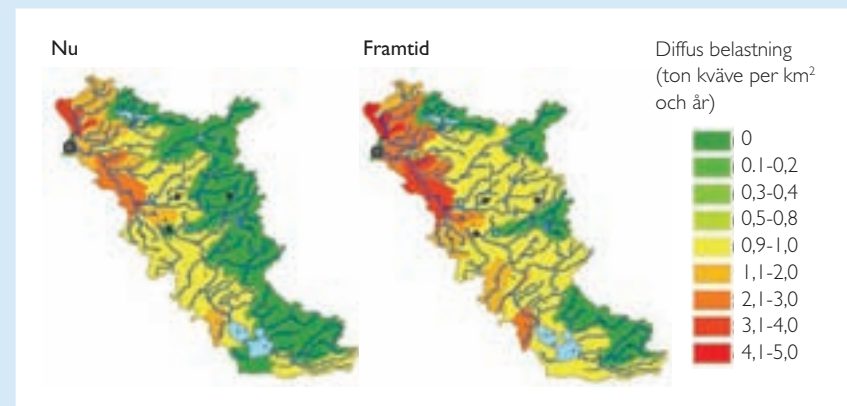 Nu
Framtid
Diffus belastning
(ton kväve per km²
och år)
0
0.1-0,2
0,3-0,4
0,5-0,8
0,9-1,0
1,1-2,0
2,1-3,0
3,1-4,0
4,1-5,0